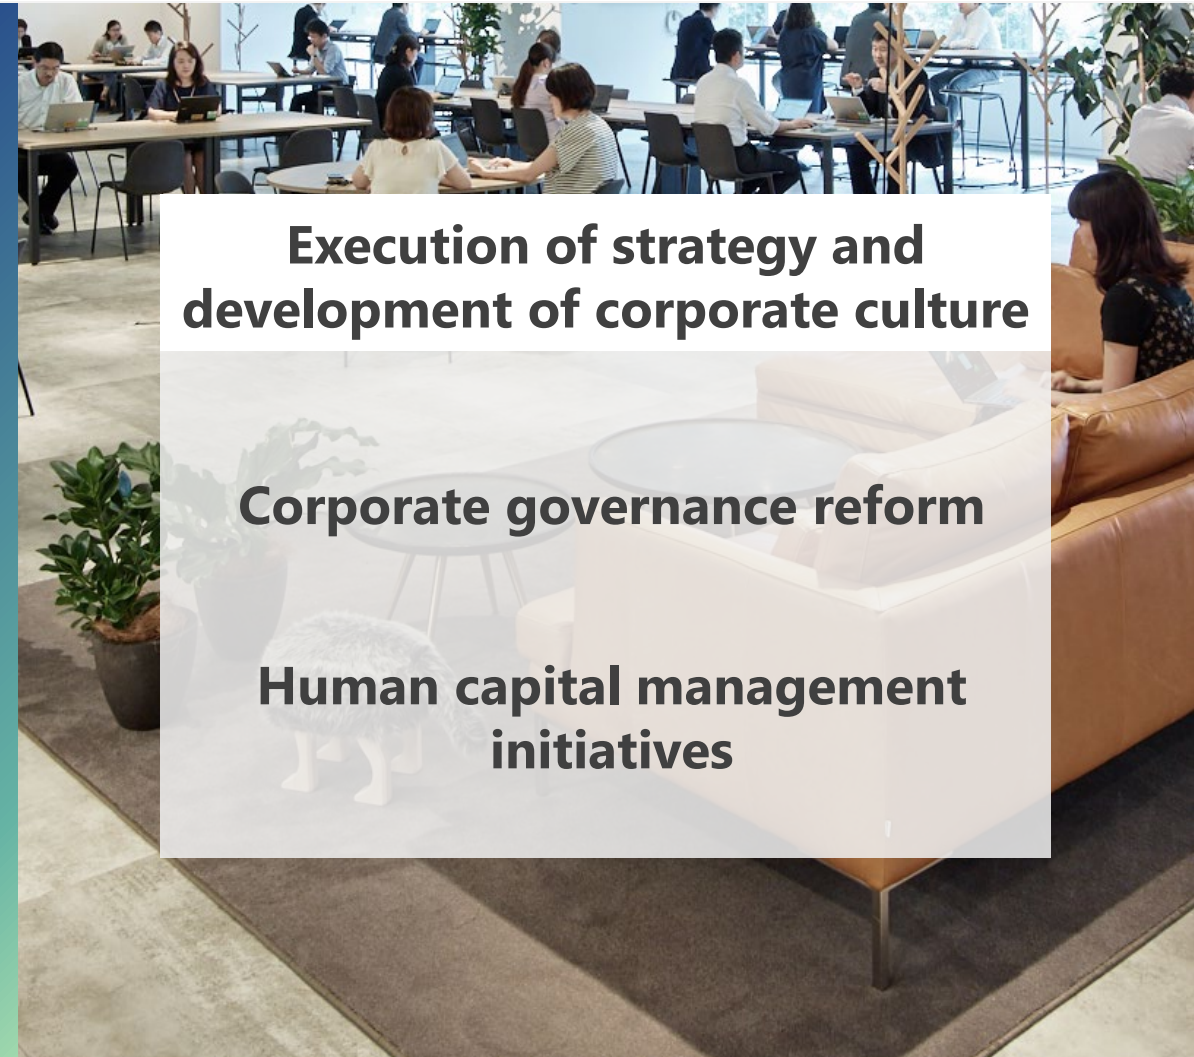 Execution of strategy and
development of corporate culture
Corporate governance reform
Human capital management
initiatives